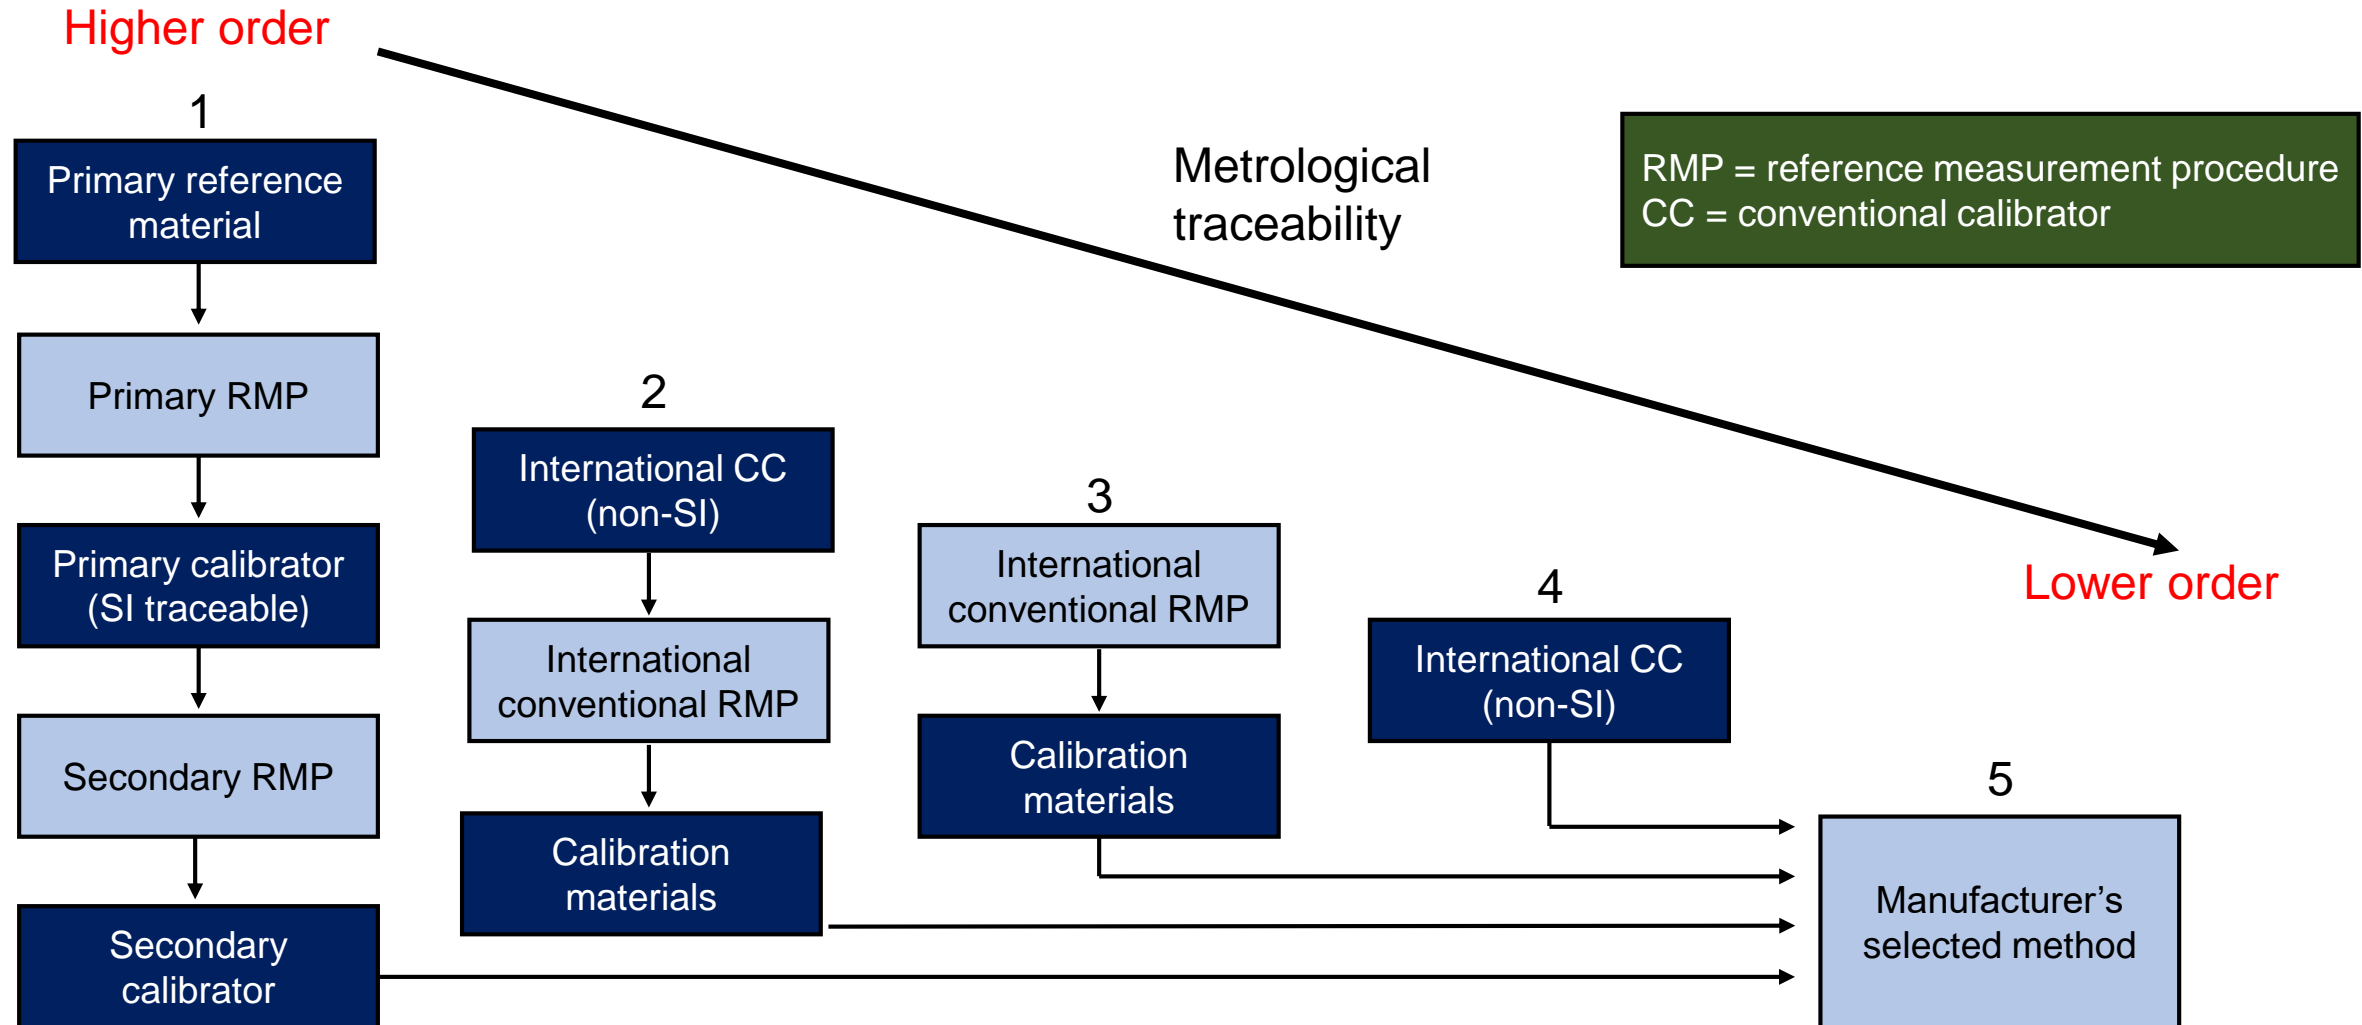 Higher order
1
Primary reference
material
Primary RMP
Primary calibrator
(SI traceable)
Secondary RMP
Secondary
calibrator
2
International CC
(non-SI)
International
conventional RMP
Calibration
materials
3
International
conventional RMP
Calibration
materials
4
International CC
(non-SI)
5
Manufacturer’s
selected method
Metrological
traceability
RMP = reference measurement procedure
CC = conventional calibrator
Lower order